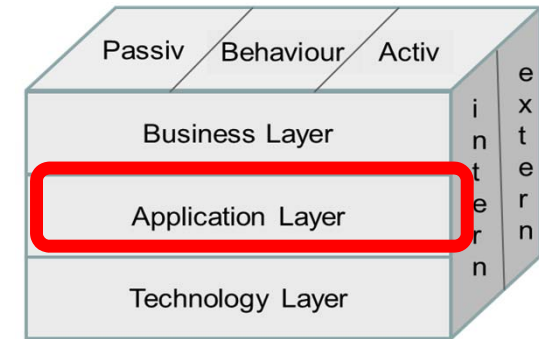 Passiv Behaviour Activ
Business Layer
Application Layer
Technology Layer
intern
extern